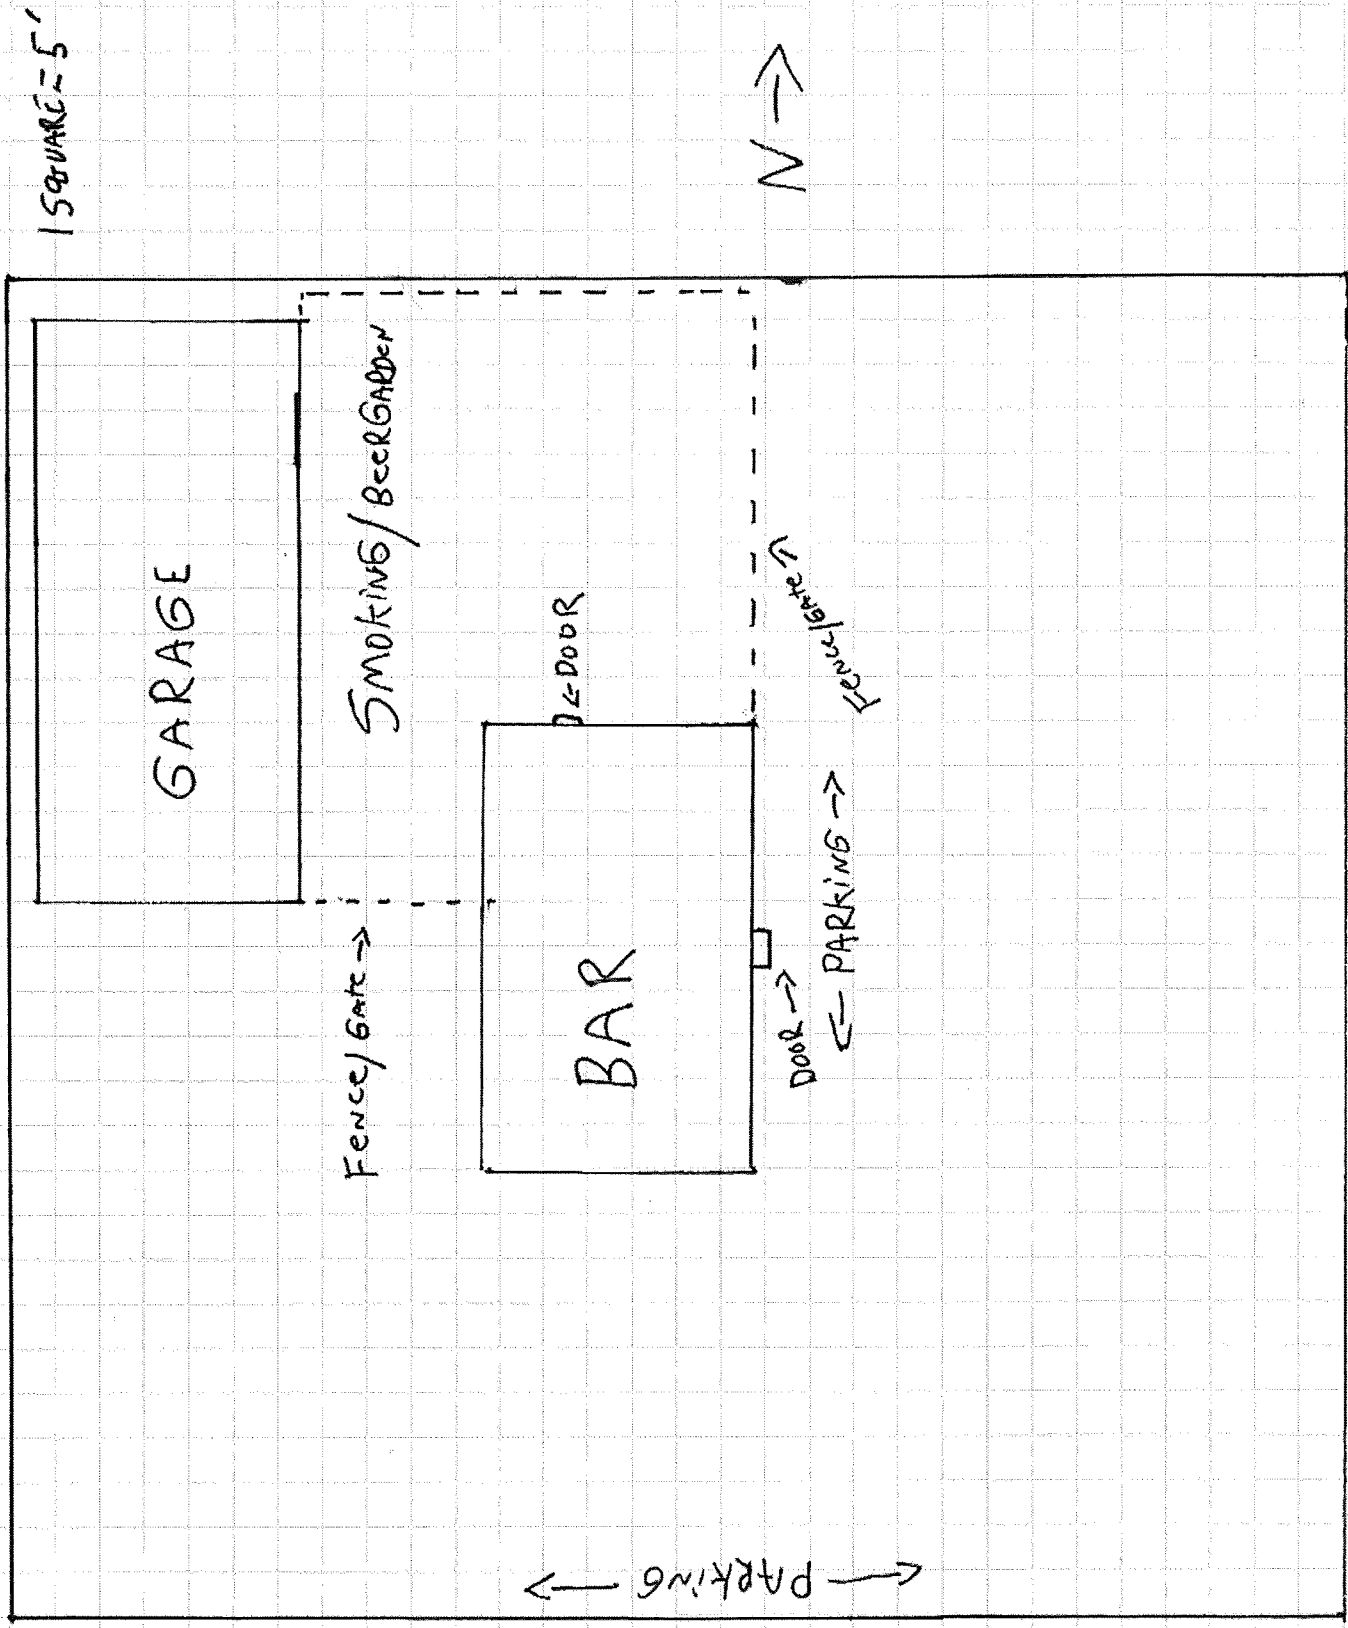 1 SQUARE = 5'
N →
GARAGE
SMOKING/BEERGARDEN
←DOOR
Fence/Gate →
Fence/Gate →
BAR
DOOR →
← PARKING →
← PARKING →